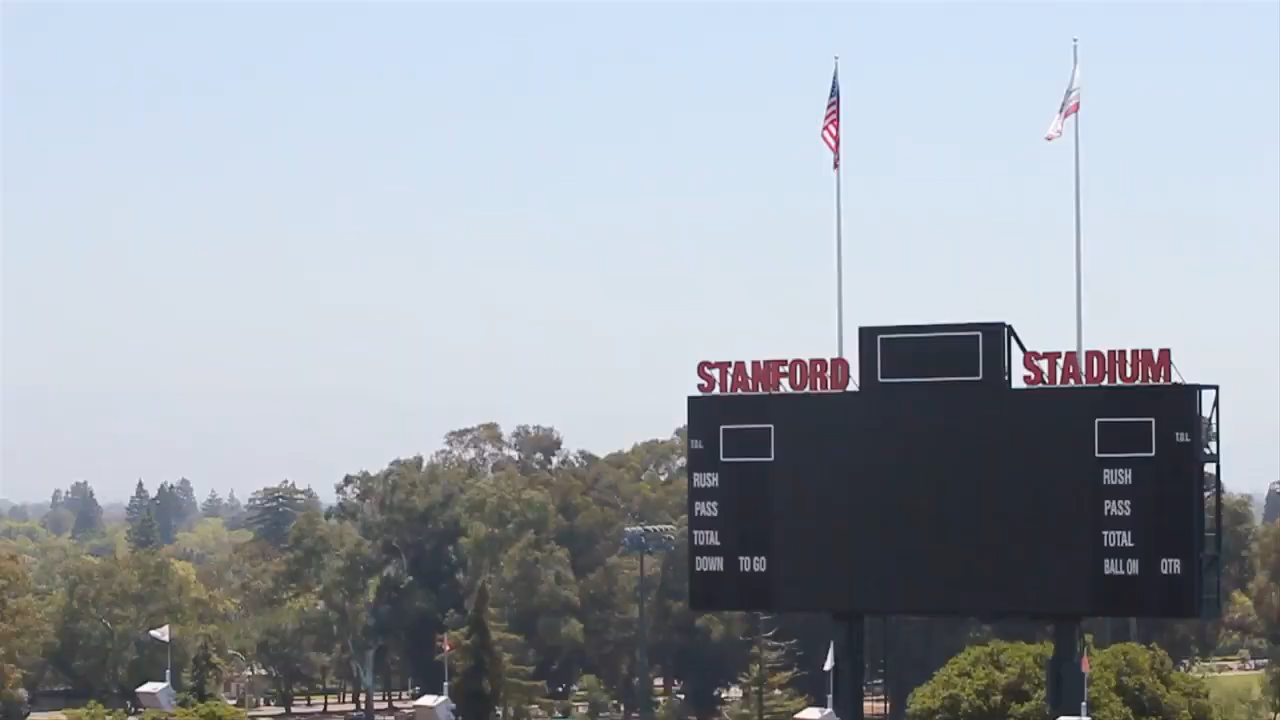 STANFORD STADIUM
T.O.L. T.O.L.
RUSH RUSH
PASS PASS
TOTAL TOTAL
DOWN TO GO BALL ON QTR